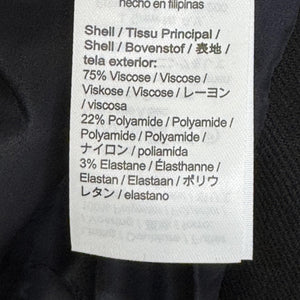 hecho en filipinas
Shell / Tissu Principal /
Shell / Bovenstof / 表地 /
tela exterior:
75% Viscose / Viscose /
Viskose / Viscose / レーヨン
/ viscosa
22% Polyamide / Polyamide /
Polyamide / Polyamide /
ナイロン / poliamida
3% Elastane / Élasthanne /
Elastan / Elastaan / ポリウ
レタン / elastano